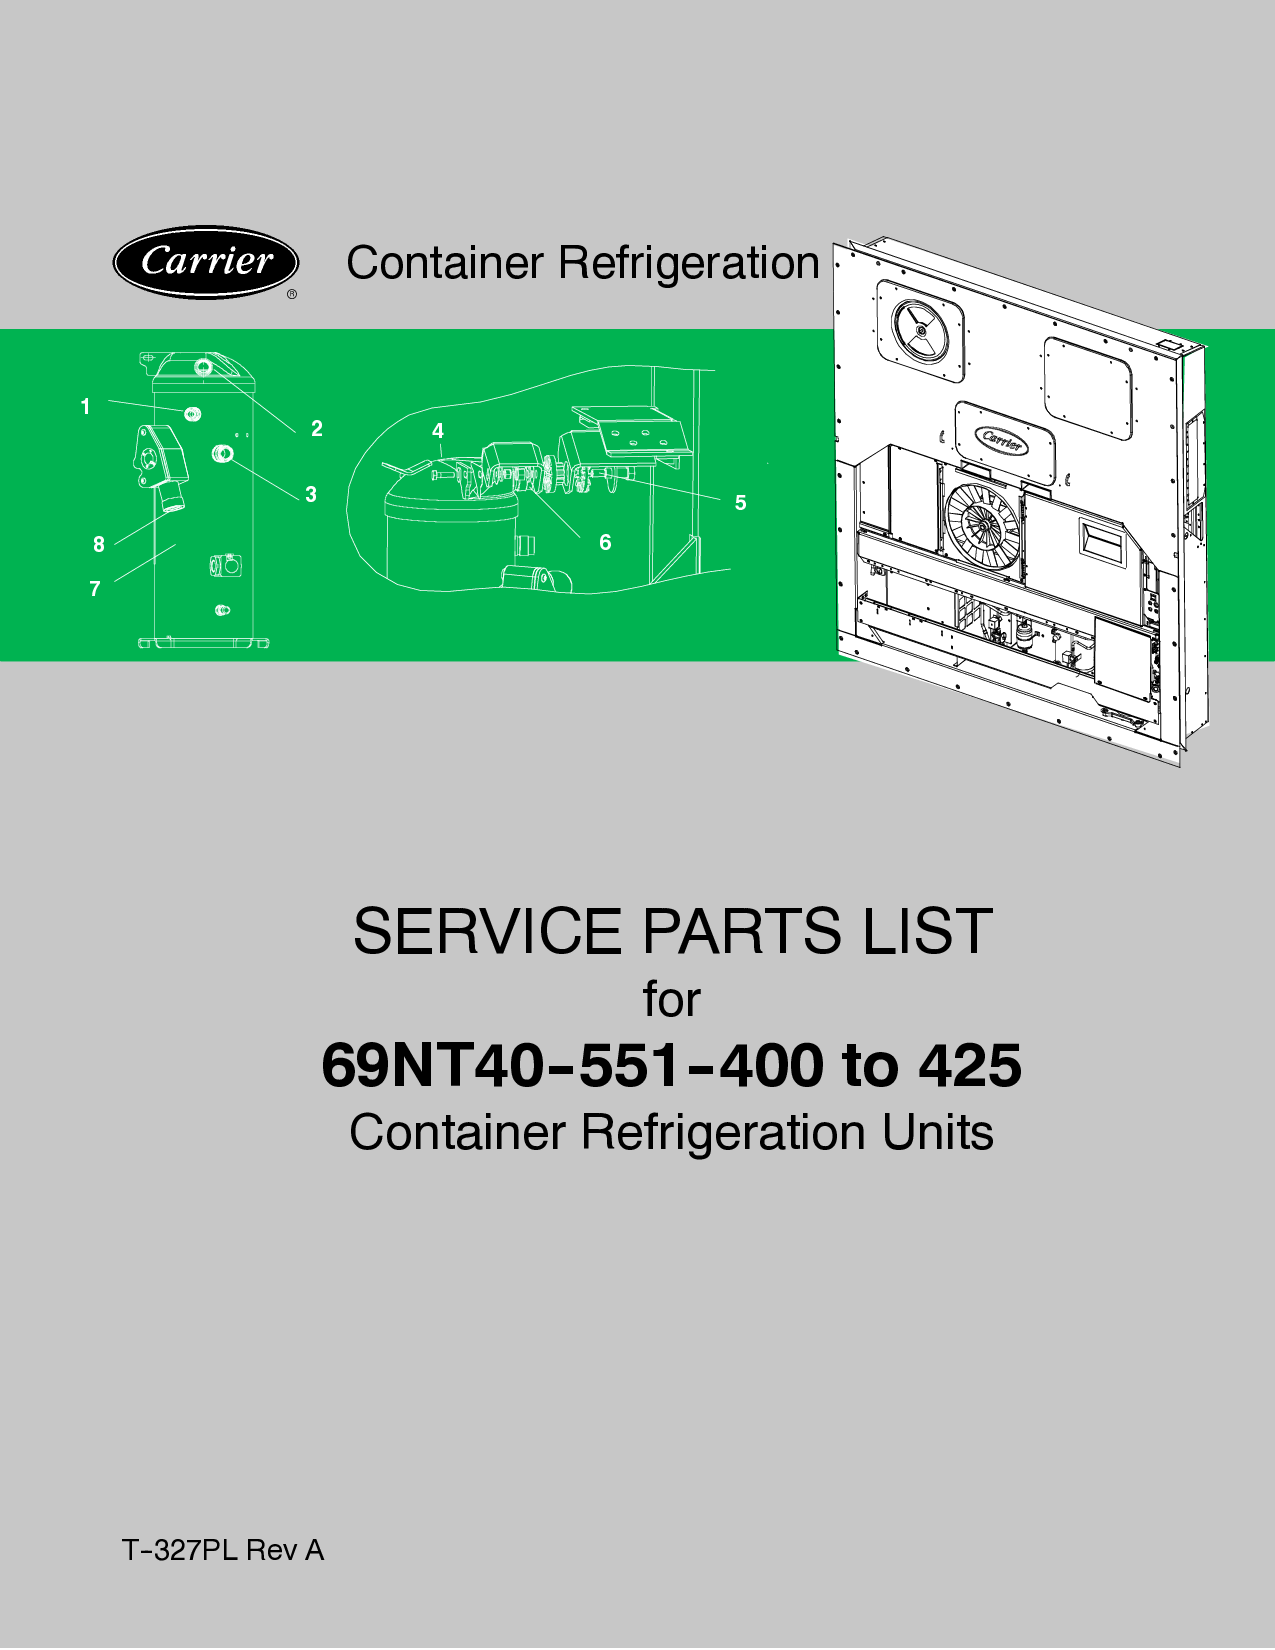 Carrier
®
Container Refrigeration
1
2
3
4
5
6
7
8
Carrier
SERVICE PARTS LIST
for
69NT40-551-400 to 425
Container Refrigeration Units
T-327PL Rev A